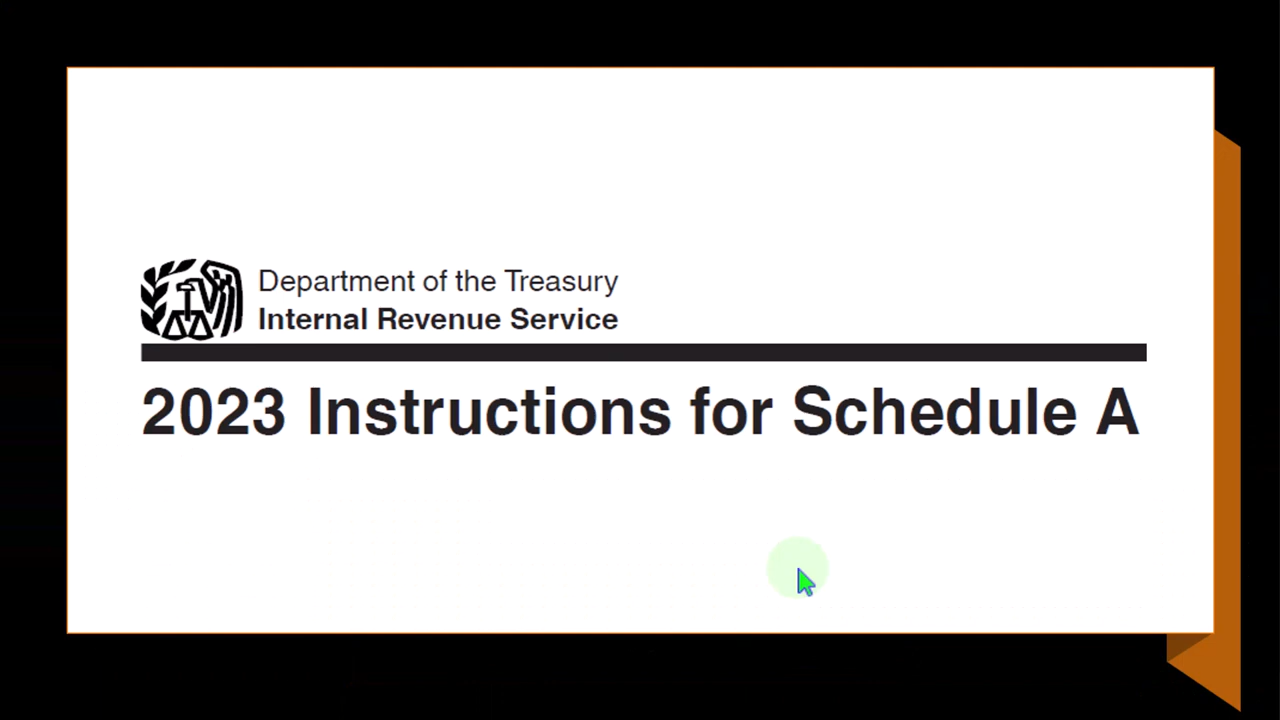 Department of the Treasury
Internal Revenue Service
2023 Instructions for Schedule A